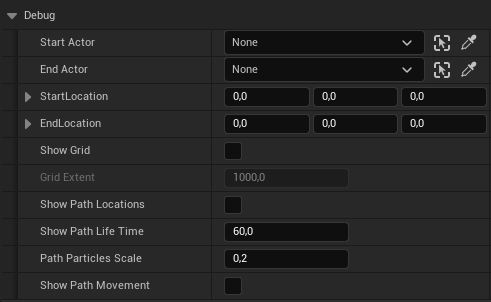 Debug
Start Actor None
End Actor None
StartLocation 0,0 0,0 0,0
EndLocation 0,0 0,0 0,0
Show Grid
Grid Extent 1000,0
Show Path Locations
Show Path Life Time 60,0
Path Particles Scale 0,2
Show Path Movement